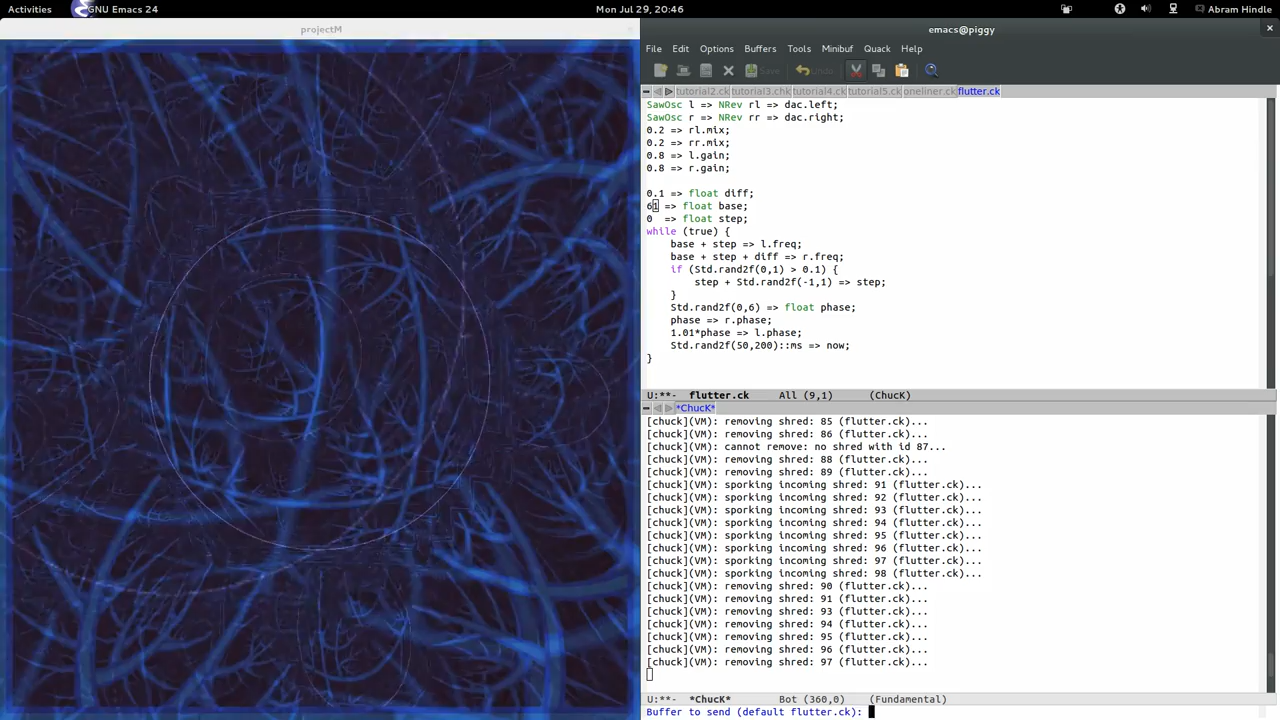 Activities GNU Emacs 24 Mon Jul 29, 20:46 Abram Hindle
projectM
emacs@piggy
File Edit Options Buffers Tools Minibuf Quack Help
Save Undo
tutorial2.ck tutorial3.chk tutorial4.ck tutorial5.ck oneliner.ck flutter.ck
SawOsc l => NRev rl => dac.left;
SawOsc r => NRev rr => dac.right;
0.2 => rl.mix;
0.2 => rr.mix;
0.8 => l.gain;
0.8 => r.gain;
0.1 => float diff;
61 => float base;
0  => float step;
while (true) {
    base + step => l.freq;
    base + step + diff => r.freq;
    if (Std.rand2f(0,1) > 0.1) {
        step + Std.rand2f(-1,1) => step;
    }
    Std.rand2f(0,6) => float phase;
    phase => r.phase;
    1.01*phase => l.phase;
    Std.rand2f(50,200)::ms => now;
}
U:**-  flutter.ck     All (9,1)      (ChucK)
*ChucK*
[chuck](VM): removing shred: 85 (flutter.ck)...
[chuck](VM): removing shred: 86 (flutter.ck)...
[chuck](VM): cannot remove: no shred with id 87...
[chuck](VM): removing shred: 88 (flutter.ck)...
[chuck](VM): removing shred: 89 (flutter.ck)...
[chuck](VM): sporking incoming shred: 91 (flutter.ck)...
[chuck](VM): sporking incoming shred: 92 (flutter.ck)...
[chuck](VM): sporking incoming shred: 93 (flutter.ck)...
[chuck](VM): sporking incoming shred: 94 (flutter.ck)...
[chuck](VM): sporking incoming shred: 95 (flutter.ck)...
[chuck](VM): sporking incoming shred: 96 (flutter.ck)...
[chuck](VM): sporking incoming shred: 97 (flutter.ck)...
[chuck](VM): sporking incoming shred: 98 (flutter.ck)...
[chuck](VM): removing shred: 90 (flutter.ck)...
[chuck](VM): removing shred: 91 (flutter.ck)...
[chuck](VM): removing shred: 93 (flutter.ck)...
[chuck](VM): removing shred: 94 (flutter.ck)...
[chuck](VM): removing shred: 95 (flutter.ck)...
[chuck](VM): removing shred: 96 (flutter.ck)...
[chuck](VM): removing shred: 97 (flutter.ck)...
U:**-  *ChucK*        Bot (360,0)    (Fundamental)
Buffer to send (default flutter.ck):